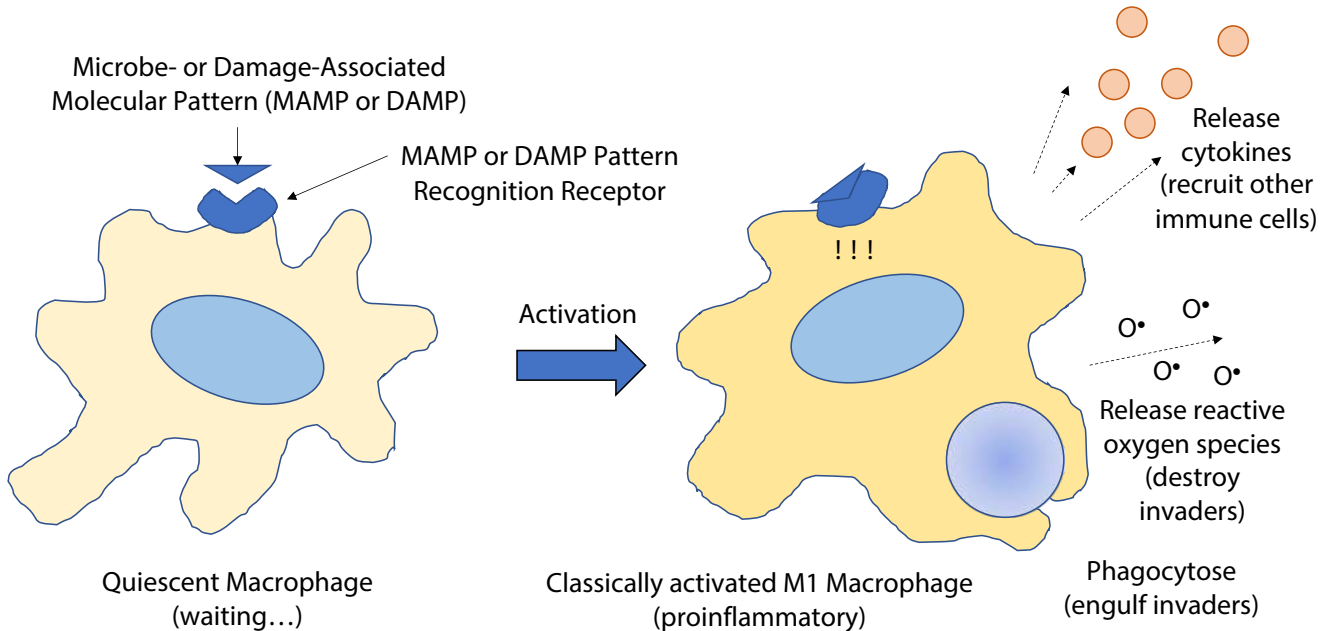 Microbe- or Damage-Associated
Molecular Pattern (MAMP or DAMP)
MAMP or DAMP Pattern
Recognition Receptor
Quiescent Macrophage
(waiting…)
Activation
! ! !
Classically activated M1 Macrophage
(proinflammatory)
Release
cytokines
(recruit other
immune cells)
O•
O•
O•
O•
Release reactive
oxygen species
(destroy
invaders)
Phagocytose
(engulf invaders)